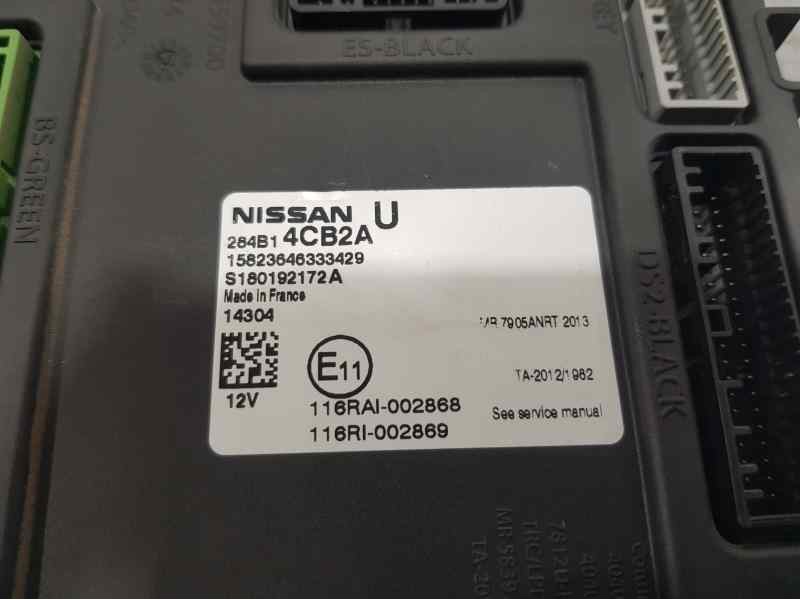 ES-BLACK
BS-GREEN
NISSAN U
284B1 4CB2A
15823646333429
S180192172A
Made in France
14304
7905ANRT 2013
E11
TA-2012/1962
12V
116RAI-002868
116RI-002869
See service manual
DS2-BLACK